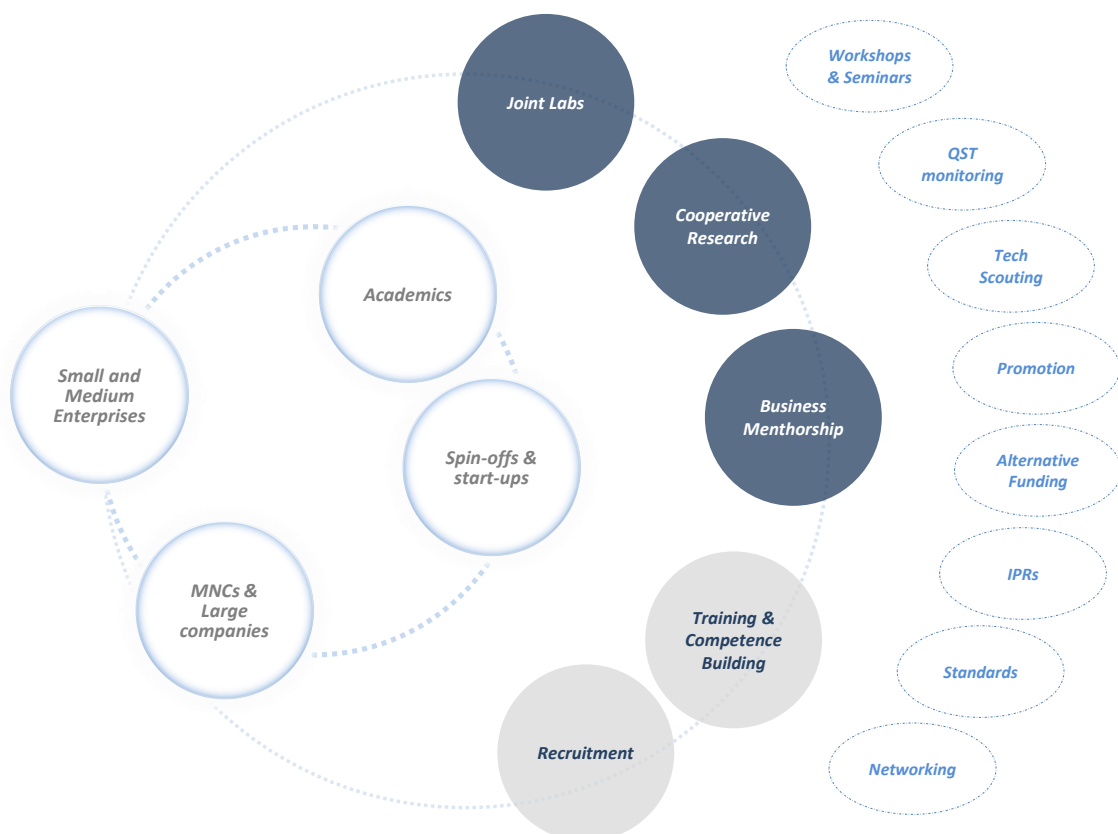 Joint Labs
Cooperative
Research
Business
Menthorship
Training &
Competence
Building
Recruitment
Academics
Small and
Medium
Enterprises
Spin-offs &
start-ups
MNCs &
Large
companies
Workshops
& Seminars
QST
monitoring
Tech
Scouting
Promotion
Alternative
Funding
IPRs
Standards
Networking